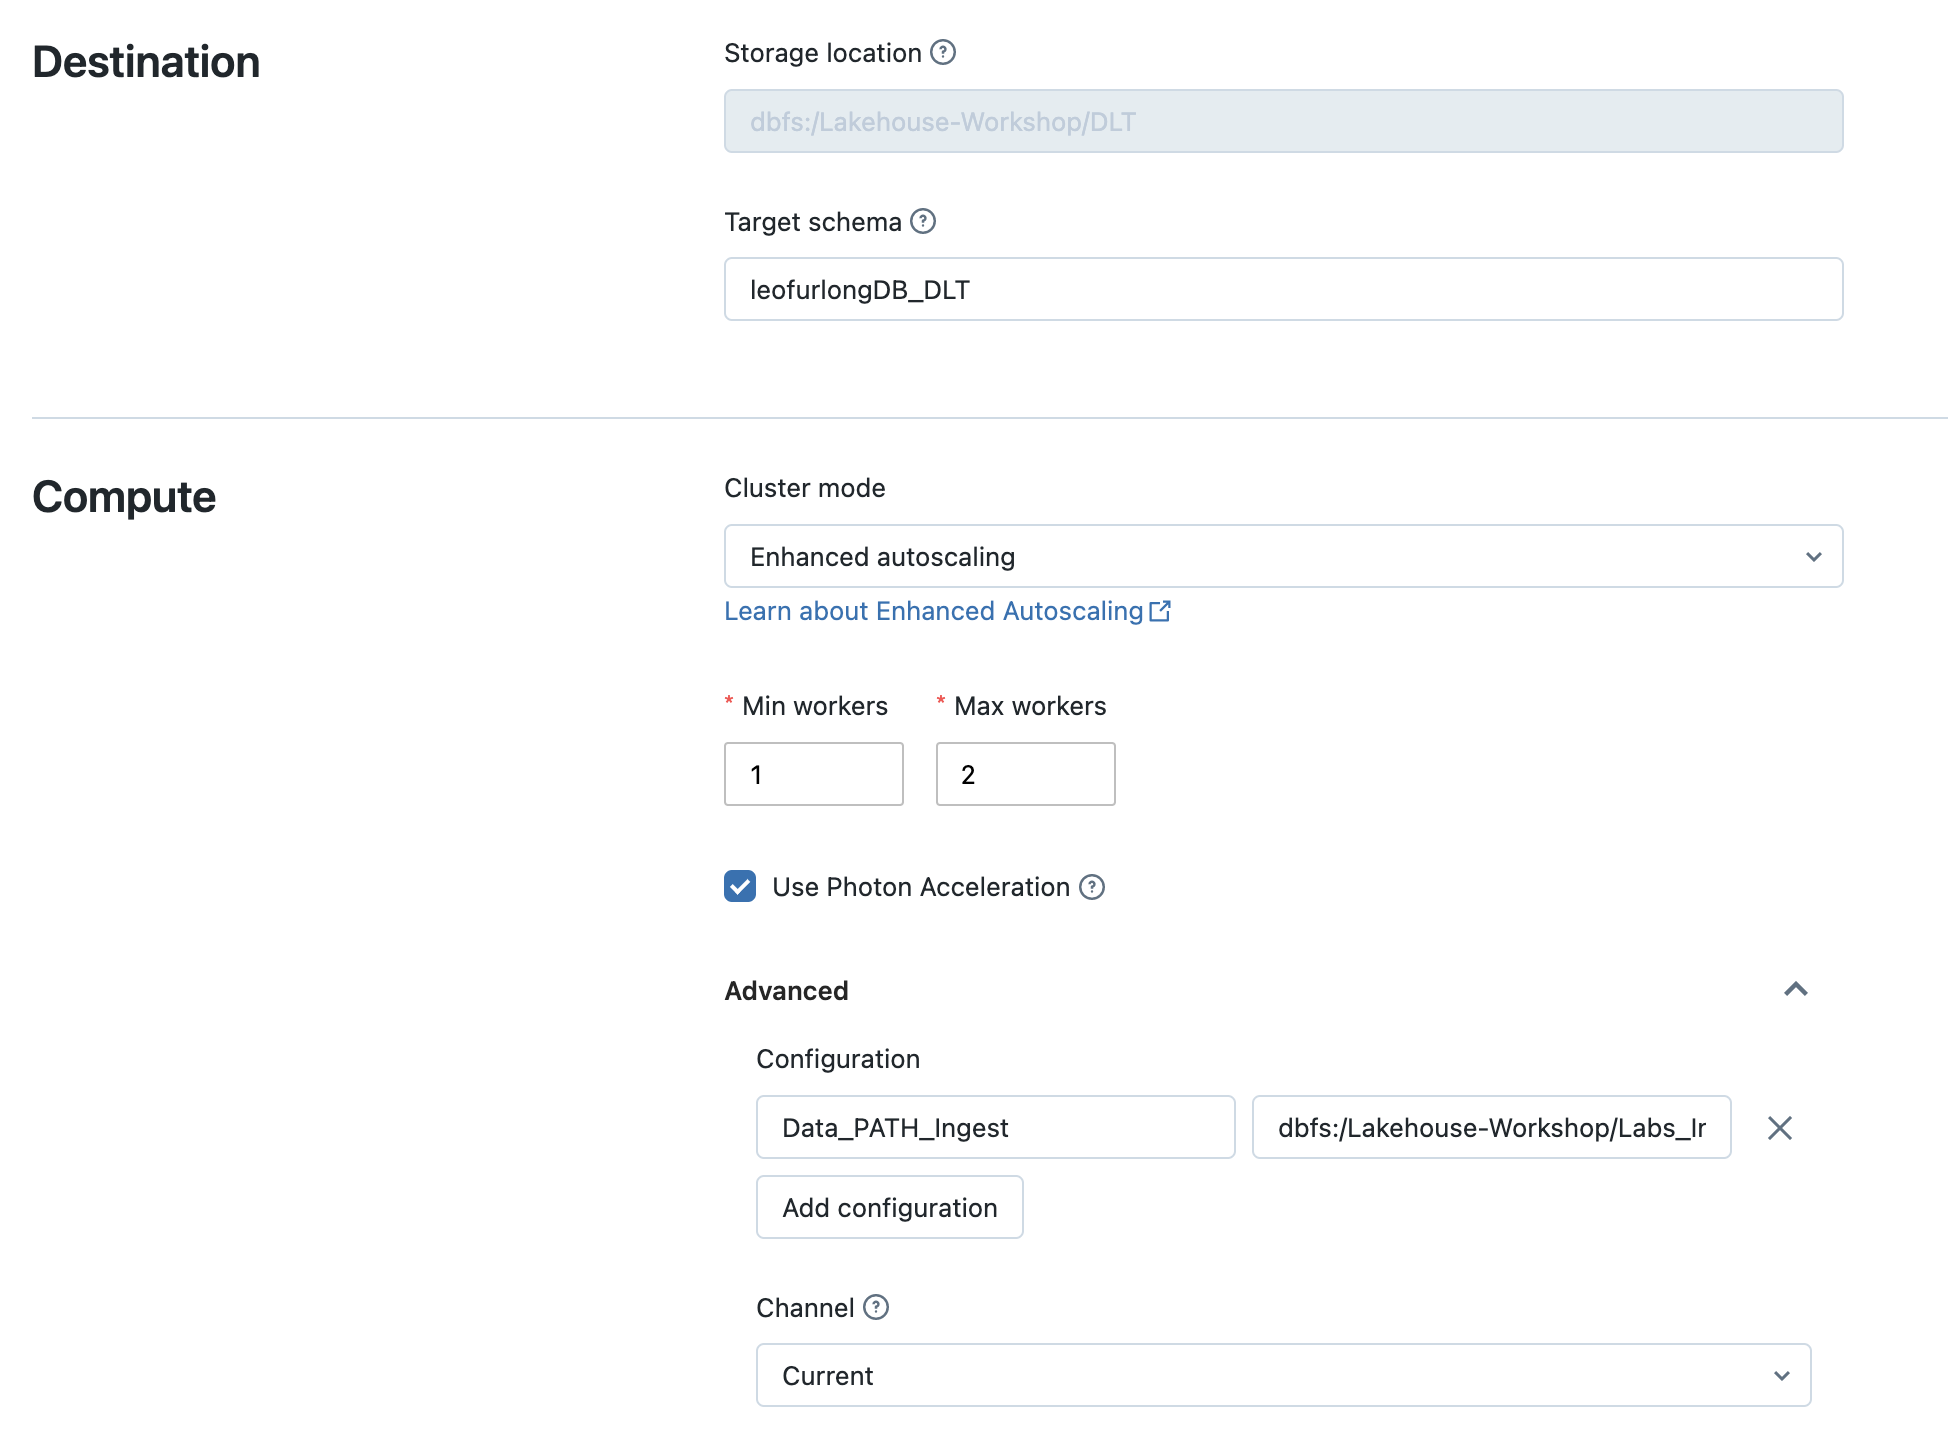 Destination
Storage location
dbfs:/Lakehouse-Workshop/DLT
Target schema
leofurlongDB_DLT
Compute
Cluster mode
Enhanced autoscaling
Learn about Enhanced Autoscaling
* Min workers * Max workers
1 2
Use Photon Acceleration
Advanced
Configuration
Data_PATH_Ingest dbfs:/Lakehouse-Workshop/Labs_Ir
Add configuration
Channel
Current